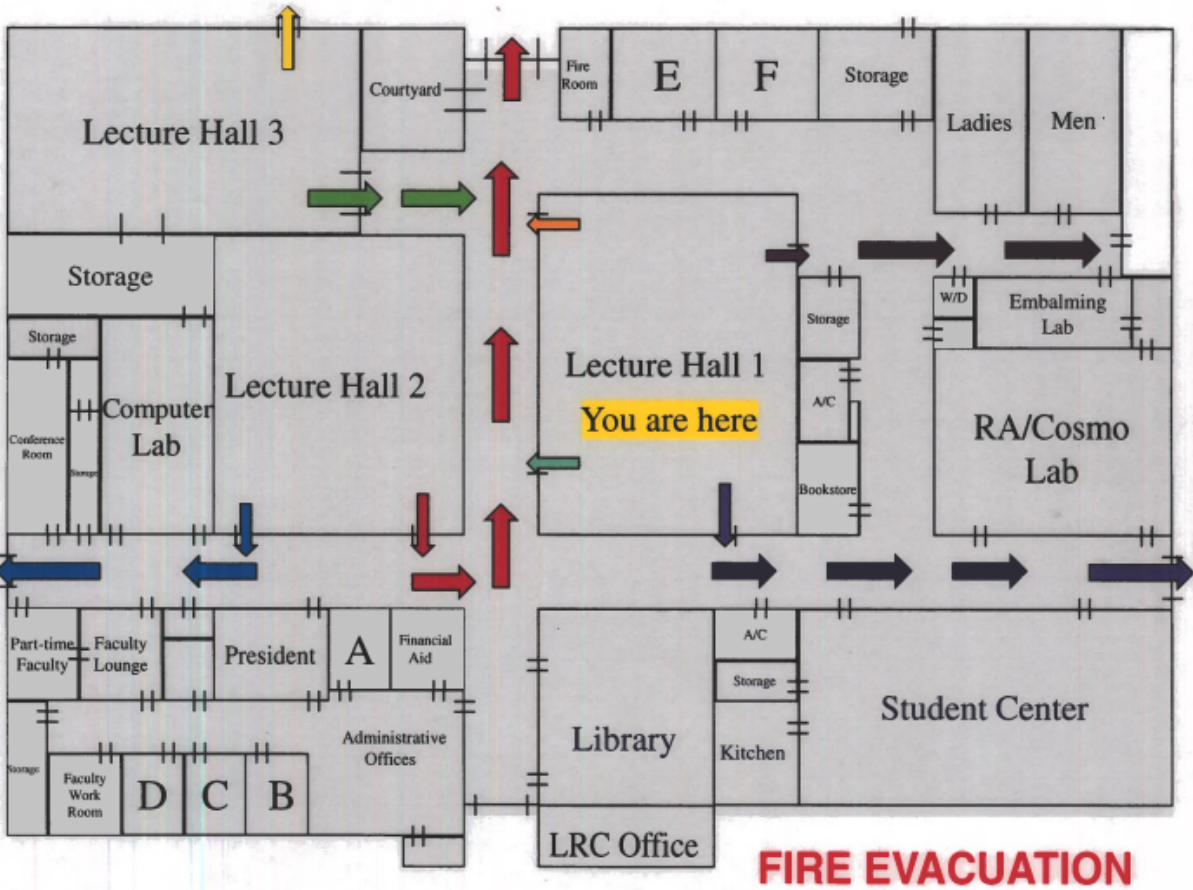 Lecture Hall 3
Courtyard
Fire
Room
E
F
Storage
Ladies
Men
Storage
Storage
Conference
Room
Storage
Computer
Lab
Lecture Hall 2
Lecture Hall 1
You are here
Storage
A/C
Bookstore
W/D
Embalming
Lab
RA/Cosmo
Lab
Part-time
Faculty
Faculty
Lounge
President
A
Financial
Aid
Administrative
Offices
Storage
Faculty
Work
Room
D
C
B
Library
A/C
Storage
Kitchen
Student Center
LRC Office
FIRE EVACUATION